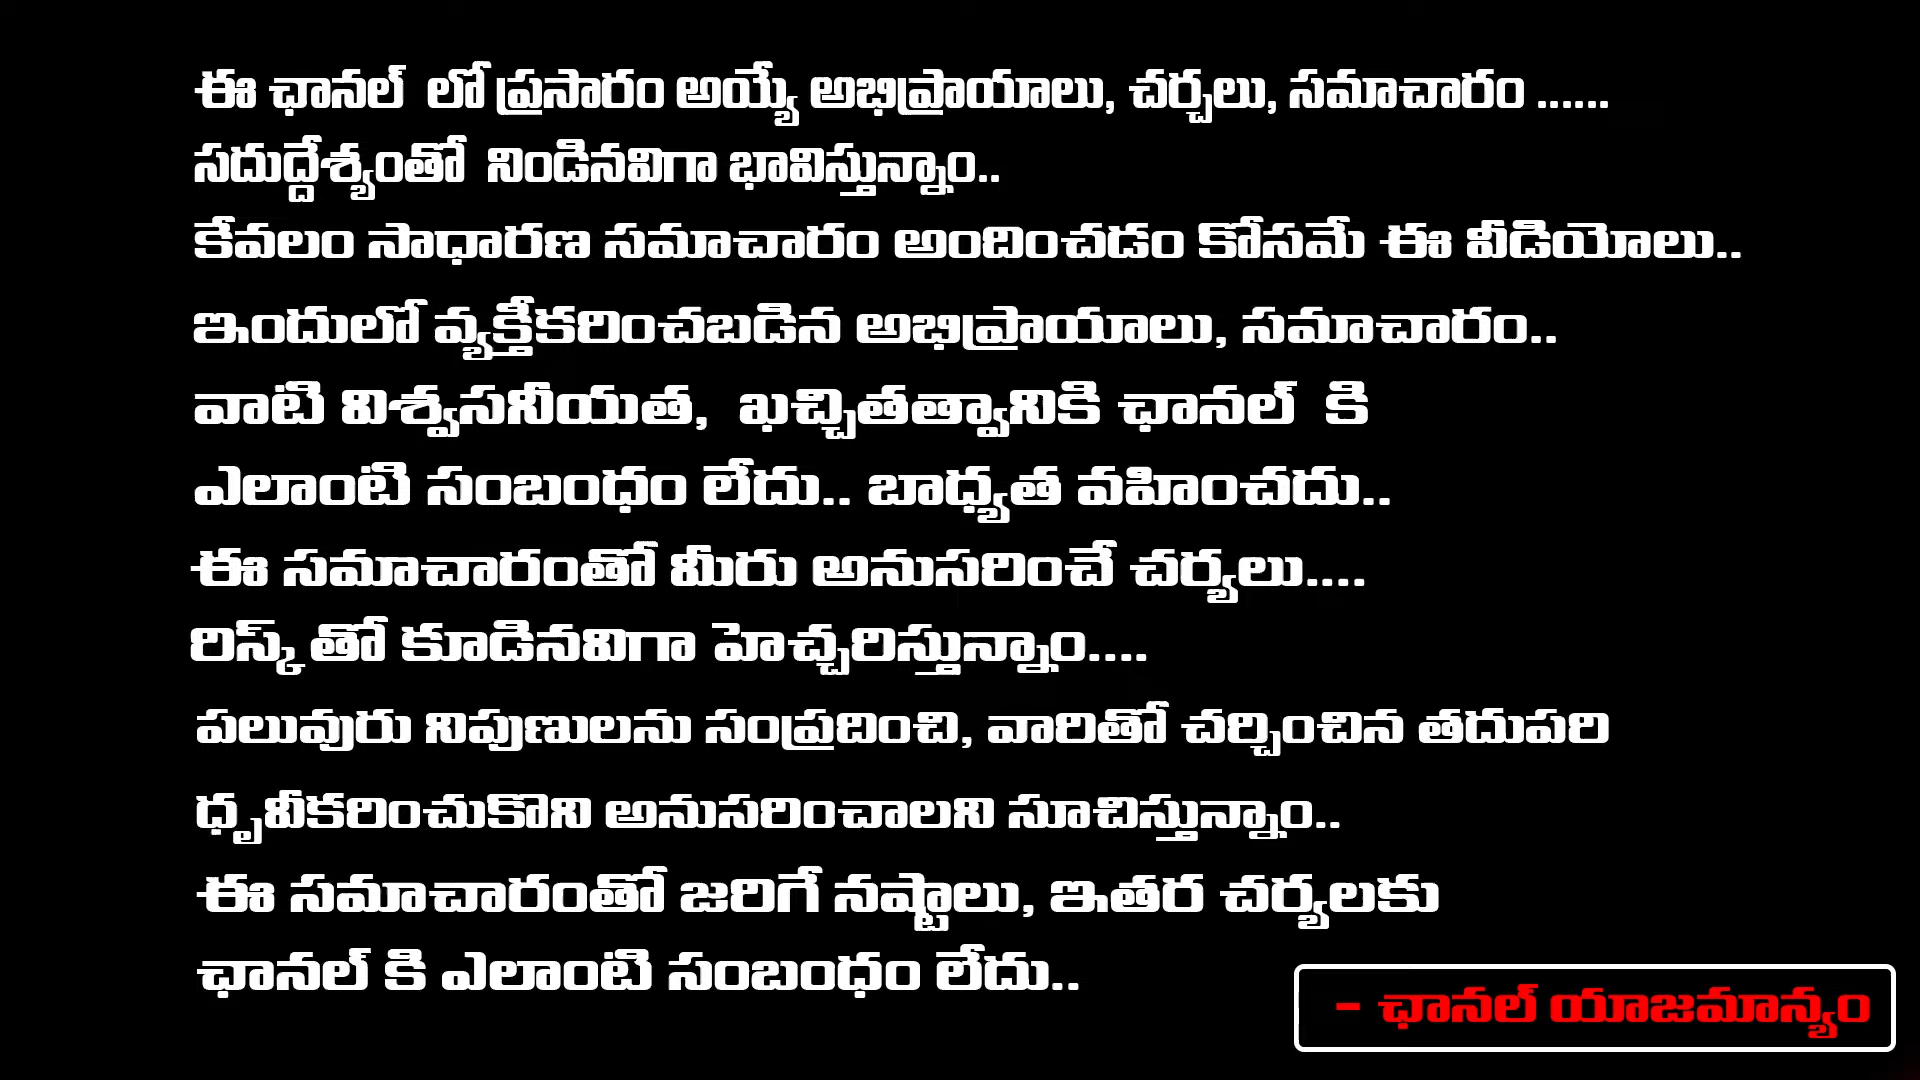 ఈ ఛానల్ లో ప్రసారం అయ్యే అభిప్రాయాలు, చర్చలు, సమాచారం ......
సదుద్దేశ్యంతో నిండినవిగా భావిస్తున్నాం..
కేవలం సాధారణ సమాచారం అందించడం కోసమే ఈ వీడియోలు..
ఇందులో వ్యక్తీకరించబడిన అభిప్రాయాలు, సమాచారం..
వాటి విశ్వసనీయత, ఖచ్చితత్వానికి ఛానల్ కి
ఎలాంటి సంబంధం లేదు.. బాధ్యత వహించదు..
ఈ సమాచారంతో మీరు అనుసరించే చర్యలు....
రిస్క్ తో కూడినవిగా హెచ్చరిస్తున్నాం....
పలువురు నిపుణులను సంప్రదించి, వారితో చర్చించిన తదుపరి
ధృవీకరించుకొని అనుసరించాలని సూచిస్తున్నాం..
ఈ సమాచారంతో జరిగే నష్టాలు, ఇతర చర్యలకు
ఛానల్ కి ఎలాంటి సంబంధం లేదు..
- ఛానల్ యాజమాన్యం